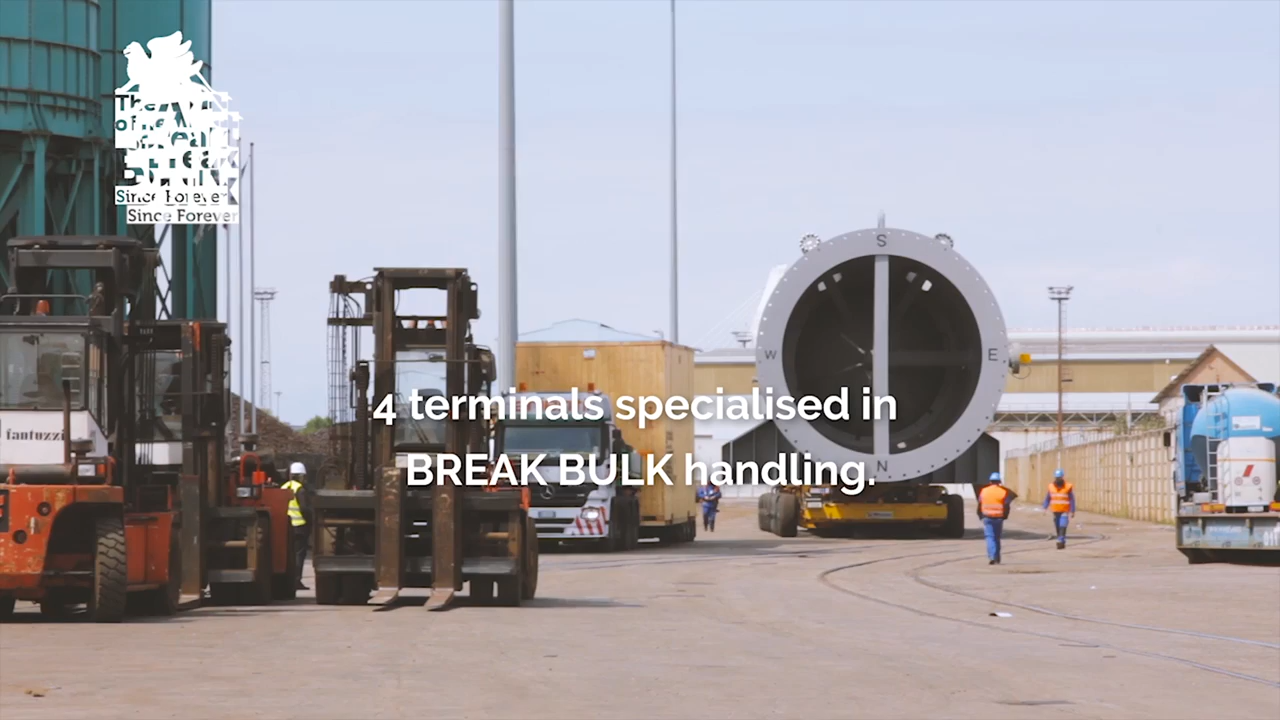 Since Forever
Since Forever
S
W
E
N
fantuzzi
4 terminals specialised in
BREAK BULK handling.